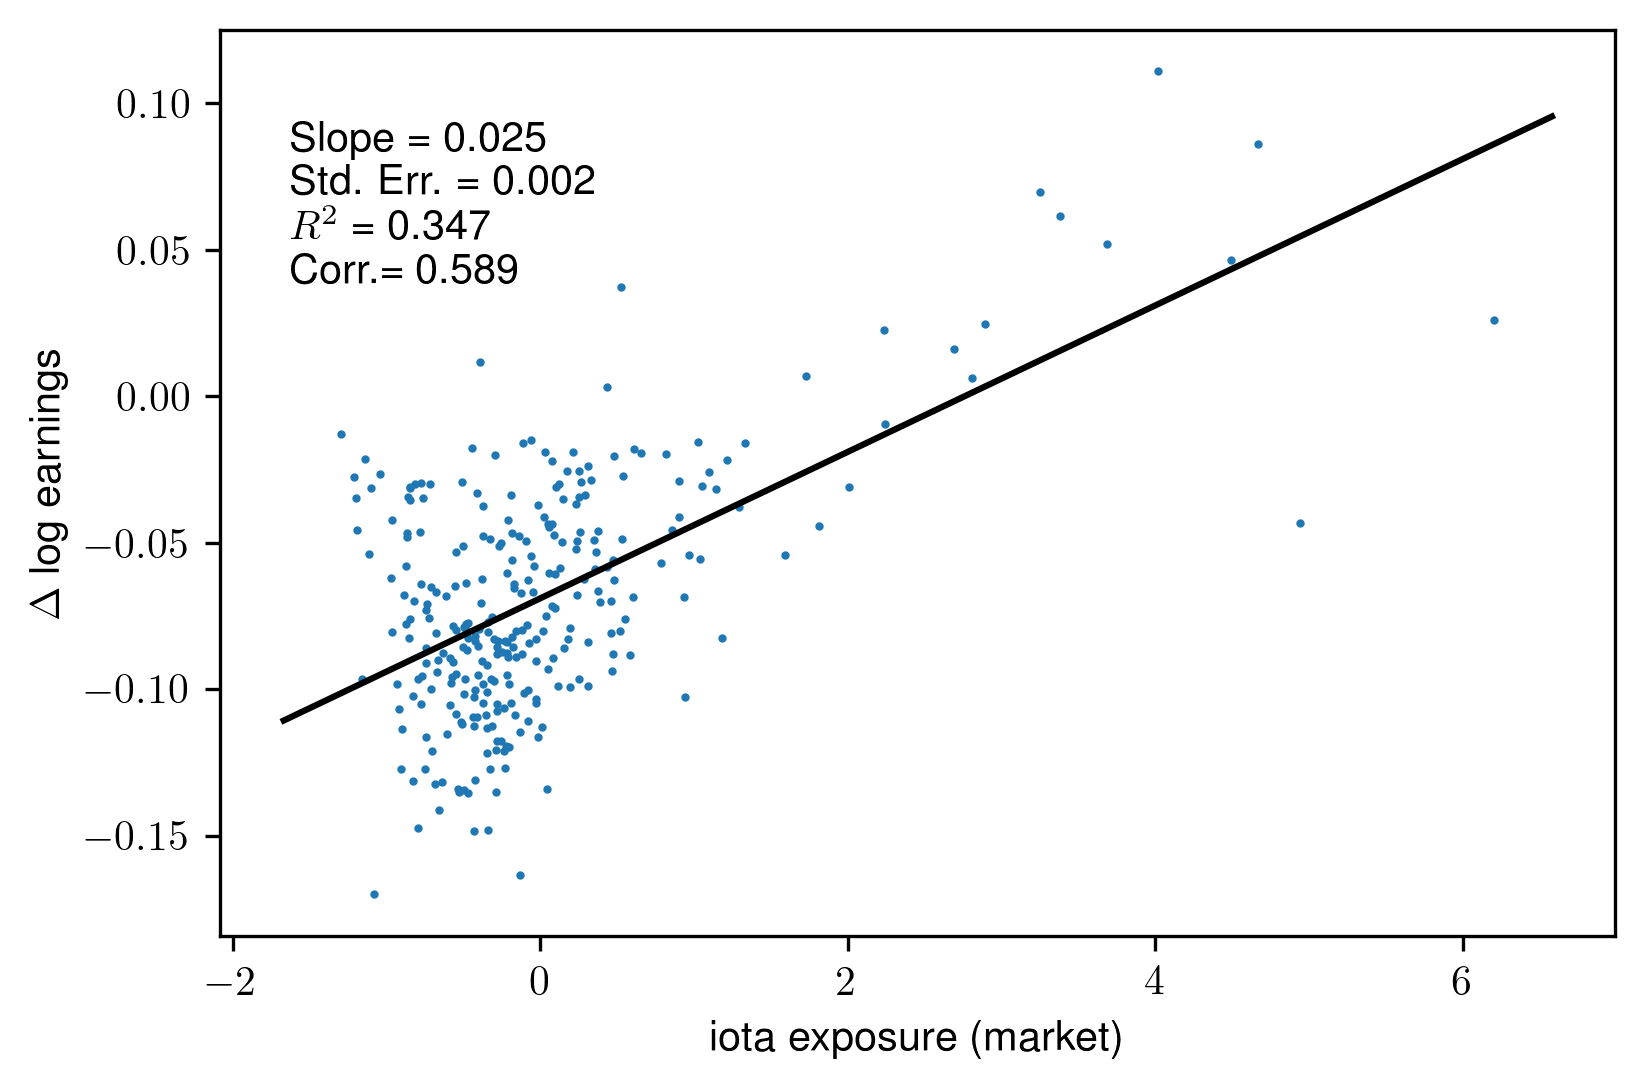 0.10
0.05
0.00
−0.05
−0.10
−0.15
Δ log earnings
Slope = 0.025
Std. Err. = 0.002
R² = 0.347
Corr.= 0.589
−2 0 2 4 6
iota exposure (market)